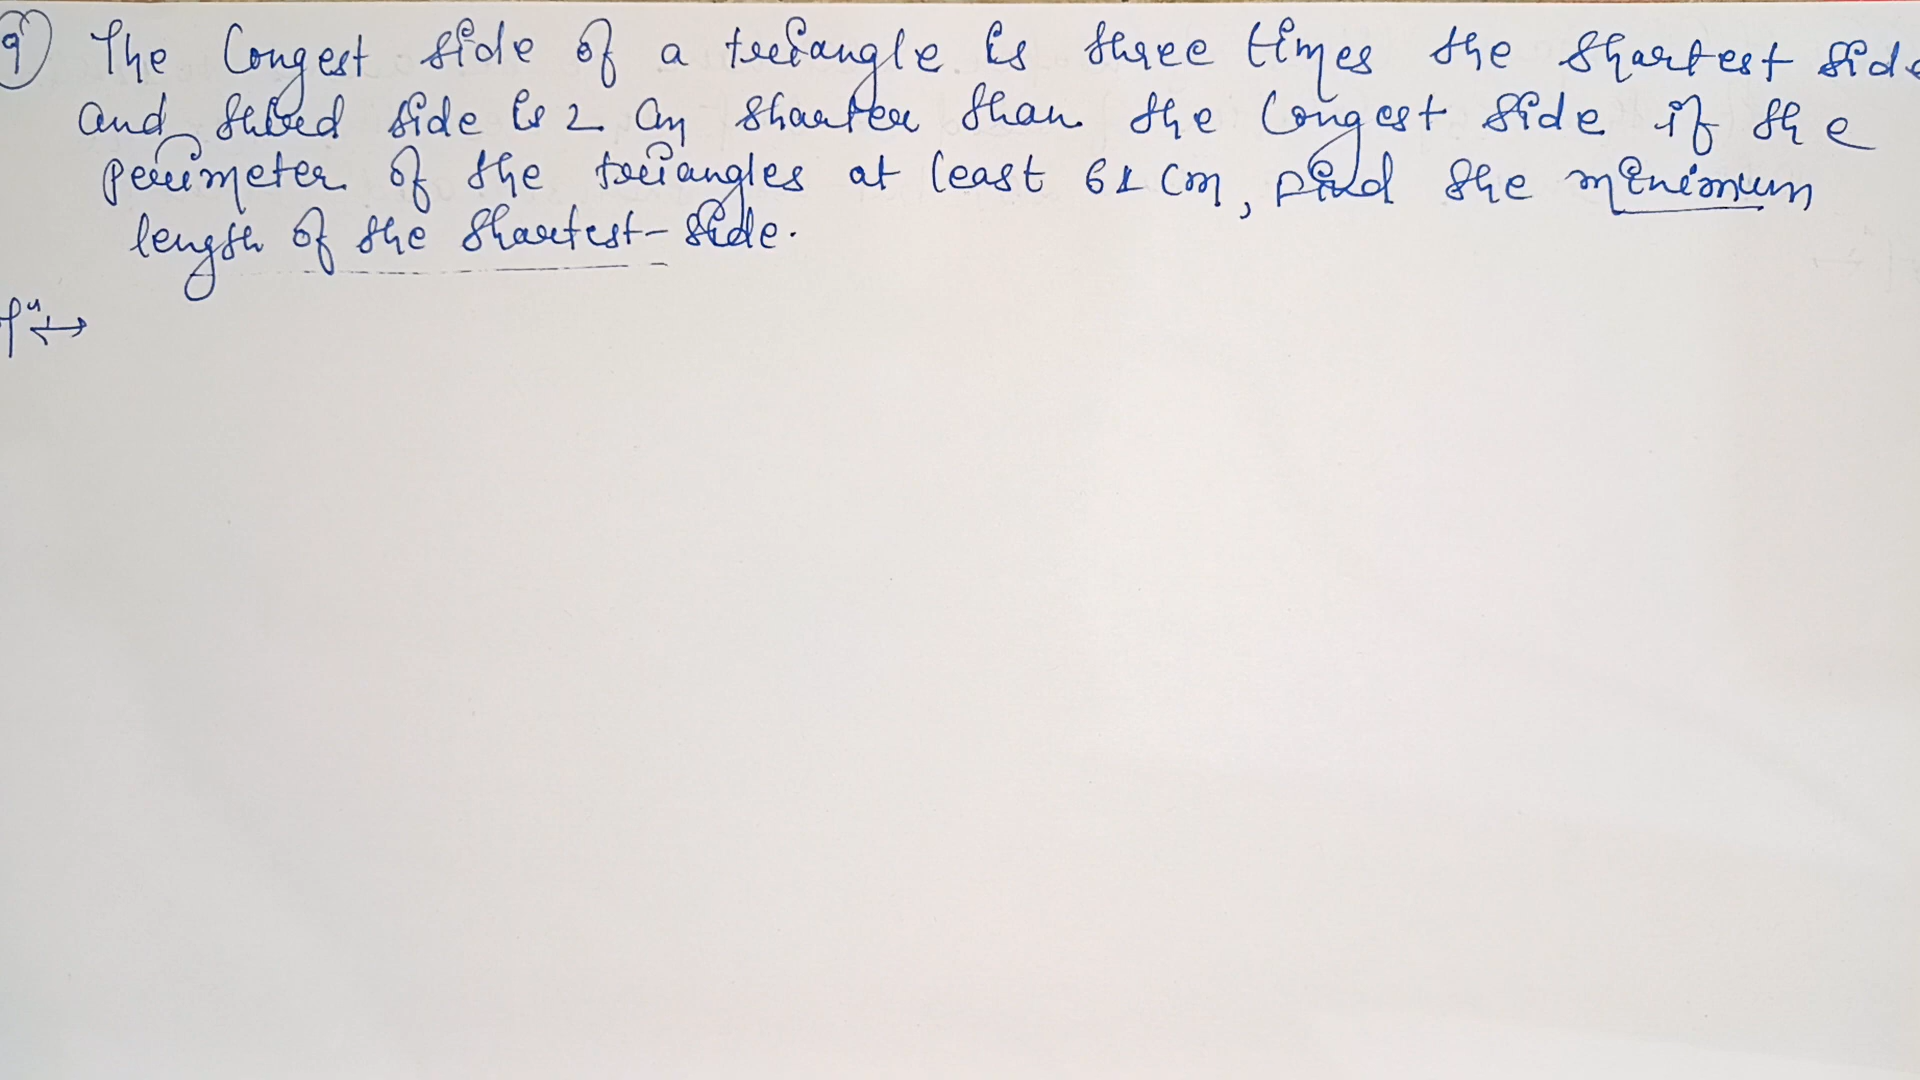 9) The Longest side of a triangle is three times the shortest side
and third side is 2 cm shorter than the longest side if the
perimeter of the triangles at least 61 cm, find the minimum
length of the shortest side.